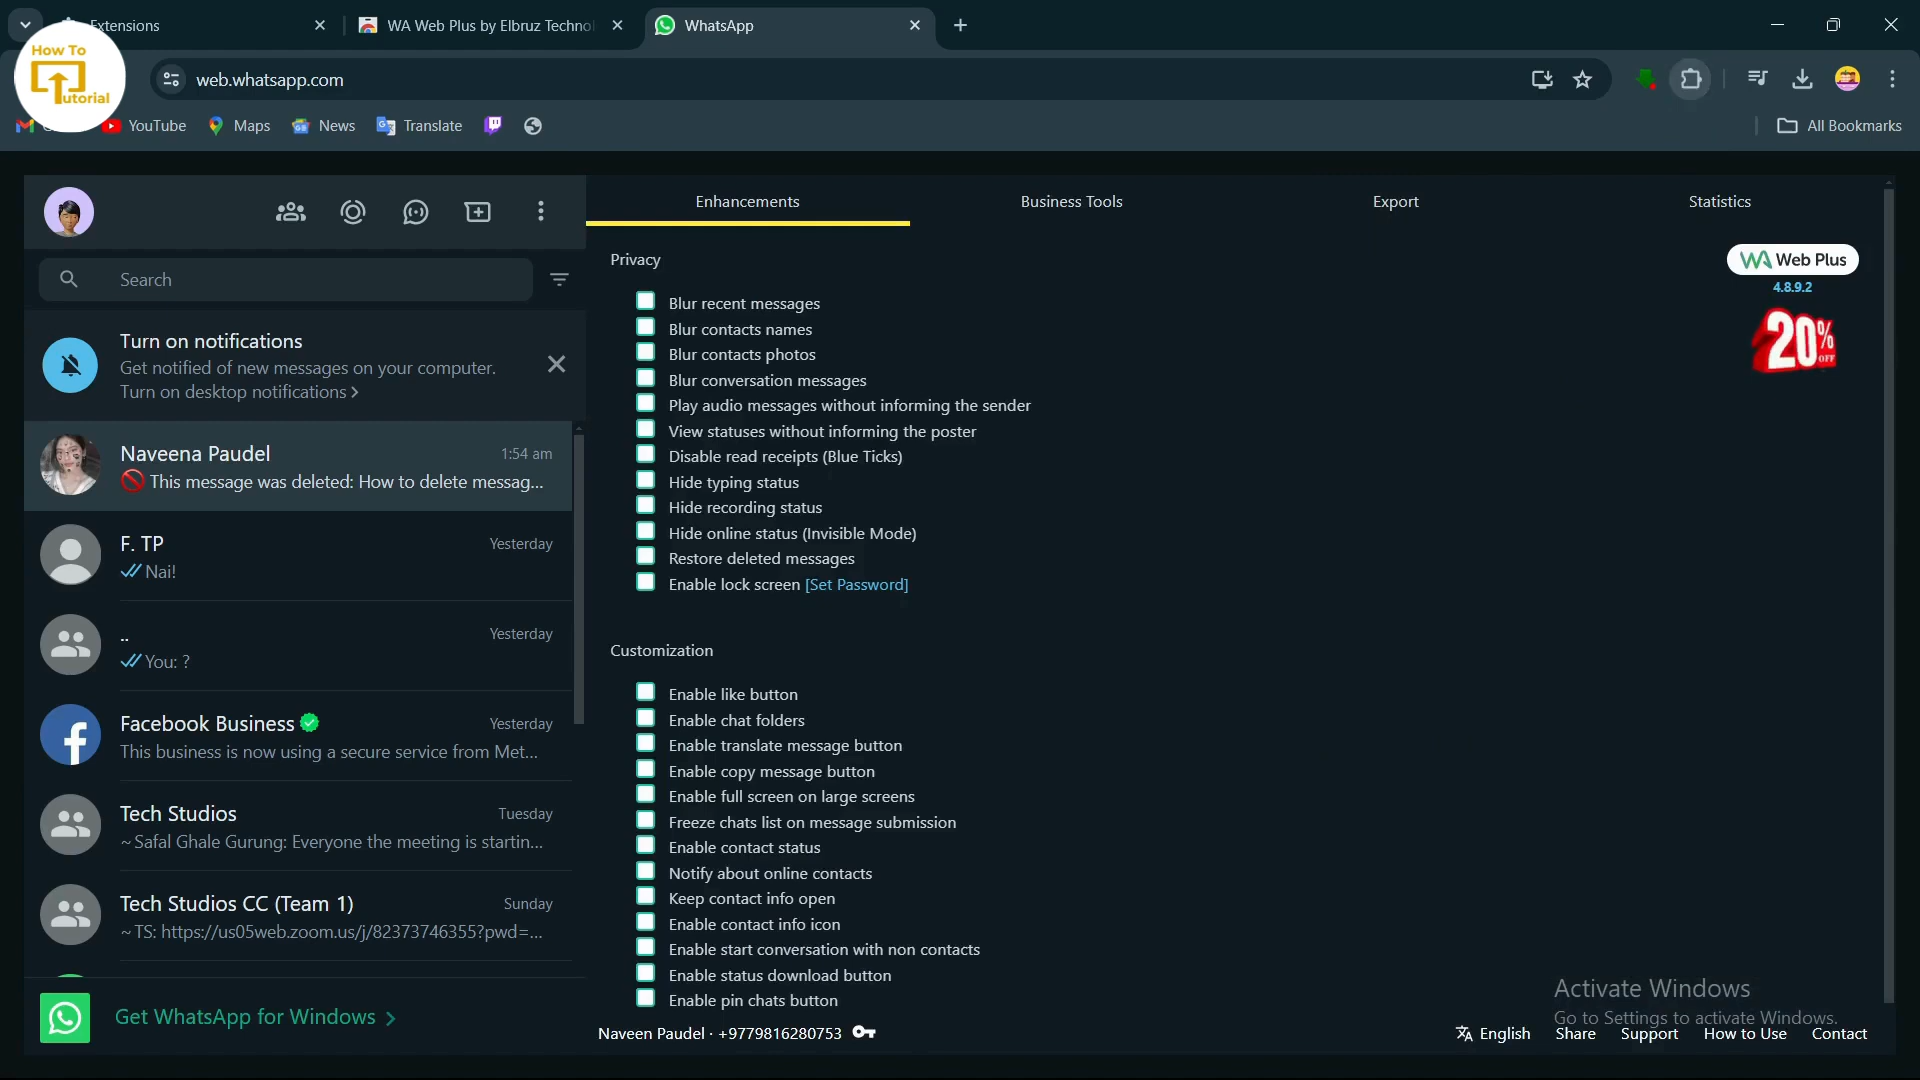 Extensions
WA Web Plus by Elbruz Technol
WhatsApp
How To
utorial
web.whatsapp.com
YouTube
Maps
News
Translate
All Bookmarks
Enhancements
Business Tools
Export
Statistics
Search
Turn on notifications
Get notified of new messages on your computer.
Turn on desktop notifications >
Naveena Paudel
1:54 am
This message was deleted: How to delete messag...
F. TP
Yesterday
Nai!
..
Yesterday
You: ?
Facebook Business
Yesterday
This business is now using a secure service from Met...
Tech Studios
Tuesday
~ Safal Ghale Gurung: Everyone the meeting is startin...
Tech Studios CC (Team 1)
Sunday
~ TS: https://us05web.zoom.us/j/82373746355?pwd=...
Get WhatsApp for Windows >
Privacy
WA Web Plus
4.8.9.2
20% OFF
Blur recent messages
Blur contacts names
Blur contacts photos
Blur conversation messages
Play audio messages without informing the sender
View statuses without informing the poster
Disable read receipts (Blue Ticks)
Hide typing status
Hide recording status
Hide online status (Invisible Mode)
Restore deleted messages
Enable lock screen [Set Password]
Customization
Enable like button
Enable chat folders
Enable translate message button
Enable copy message button
Enable full screen on large screens
Freeze chats list on message submission
Enable contact status
Notify about online contacts
Keep contact info open
Enable contact info icon
Enable start conversation with non contacts
Enable status download button
Enable pin chats button
Activate Windows
Go to Settings to activate Windows.
Naveen Paudel · +9779816280753
English
Share
Support
How to Use
Contact